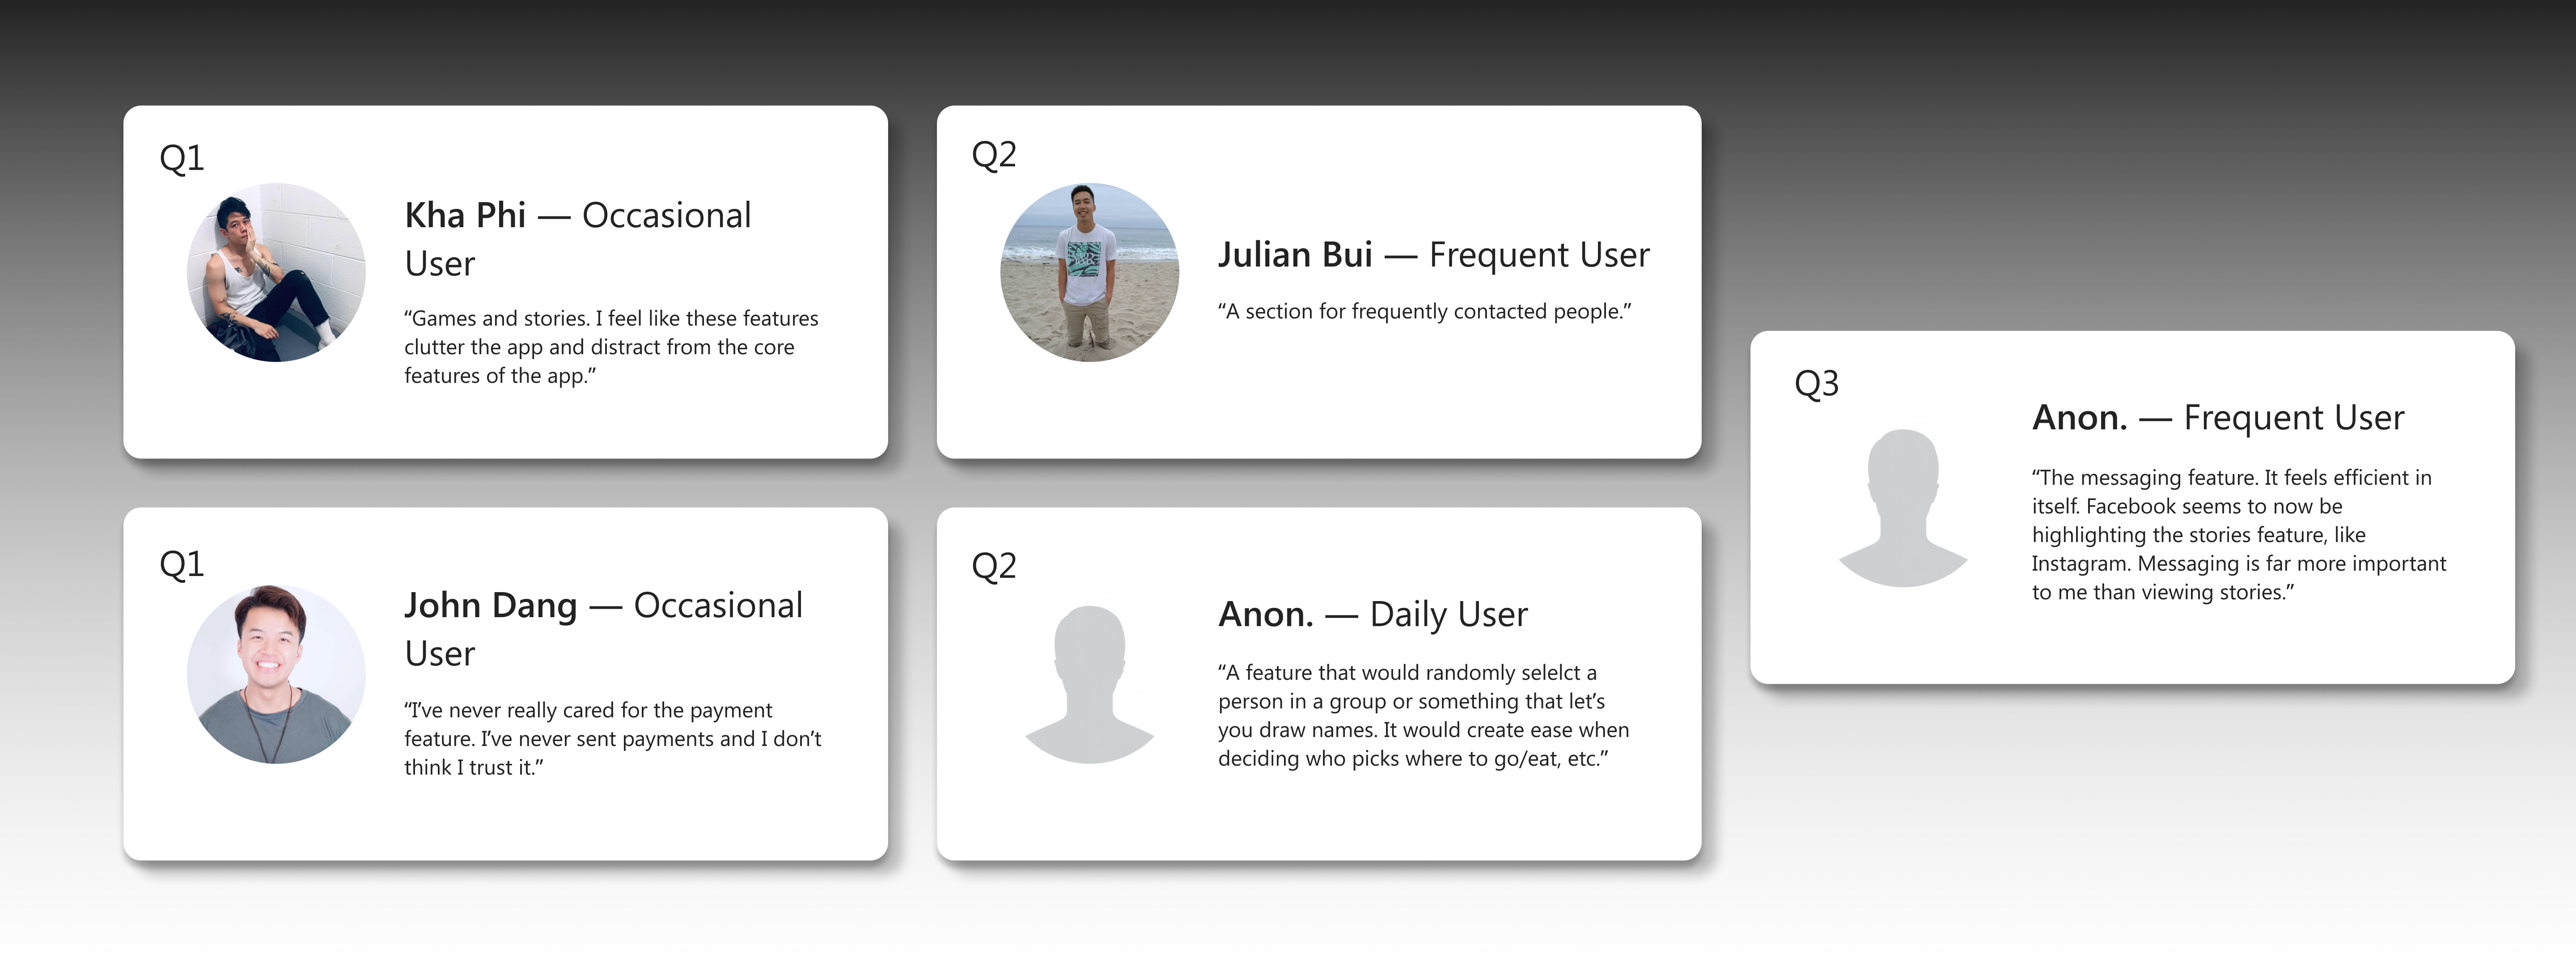 Q1
Kha Phi — Occasional
User
“Games and stories. I feel like these features
clutter the app and distract from the core
features of the app.”
Q2
Julian Bui — Frequent User
“A section for frequently contacted people.”
Q1
John Dang — Occasional
User
“I’ve never really cared for the payment
feature. I’ve never sent payments and I don’t
think I trust it.”
Q2
Anon. — Daily User
“A feature that would randomly selelct a
person in a group or something that let’s
you draw names. It would create ease when
deciding who picks where to go/eat, etc.”
Q3
Anon. — Frequent User
“The messaging feature. It feels efficient in
itself. Facebook seems to now be
highlighting the stories feature, like
Instagram. Messaging is far more important
to me than viewing stories.”